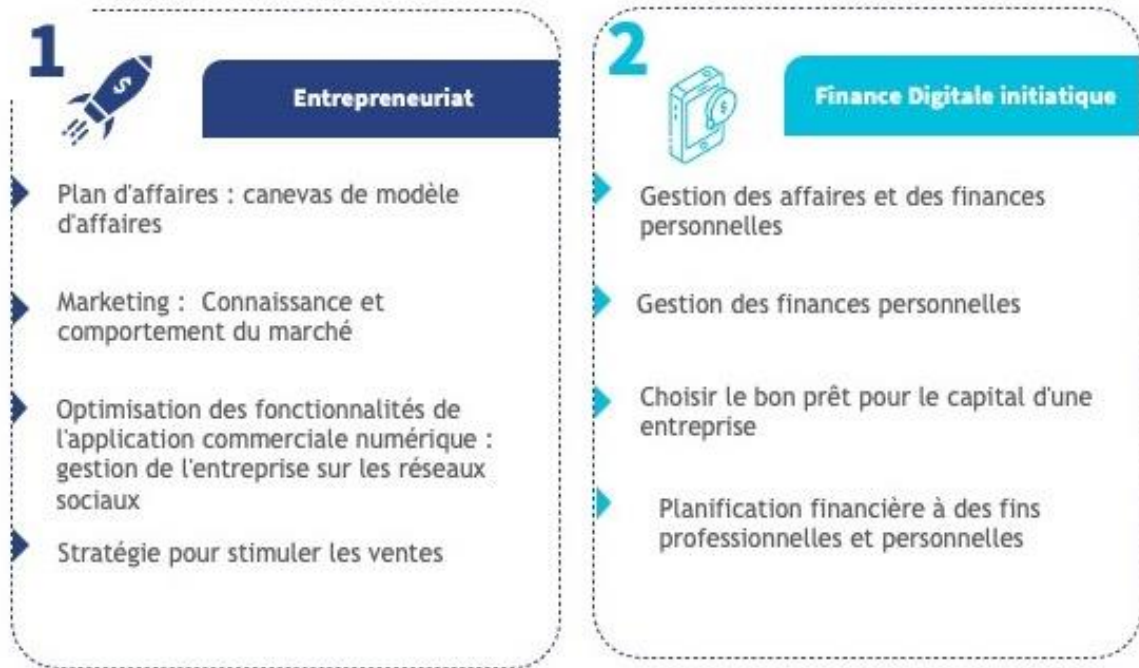 1
Entrepreneuriat
Plan d'affaires : canevas de modèle
d'affaires
Marketing : Connaissance et
comportement du marché
Optimisation des fonctionnalités de
l'application commerciale numérique :
gestion de l'entreprise sur les réseaux
sociaux
Stratégie pour stimuler les ventes
2
Finance Digitale initiatique
Gestion des affaires et des finances
personnelles
Gestion des finances personnelles
Choisir le bon prêt pour le capital d'une
entreprise
Planification financière à des fins
professionnelles et personnelles